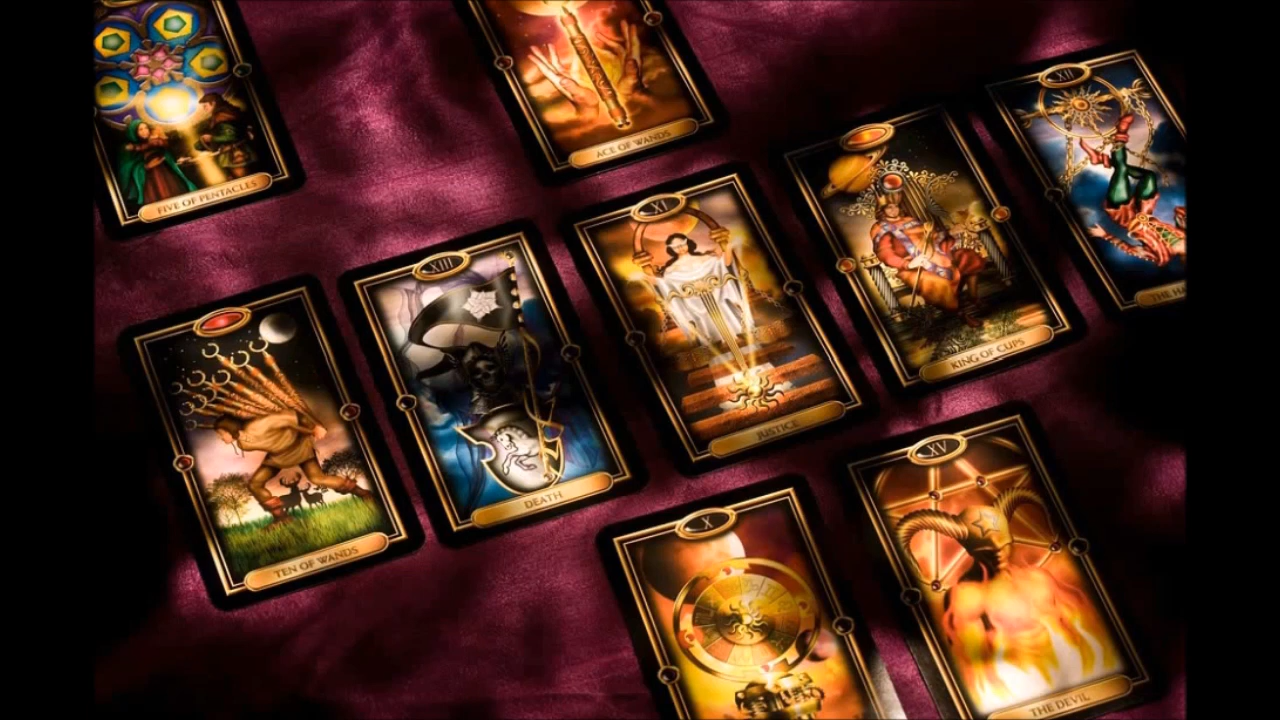 FIVE OF PENTACLES
ACE OF WANDS
XII
THE
XI
JUSTICE
KING OF CUPS
XIII
DEATH
TEN OF WANDS
XV
THE DEVIL
X